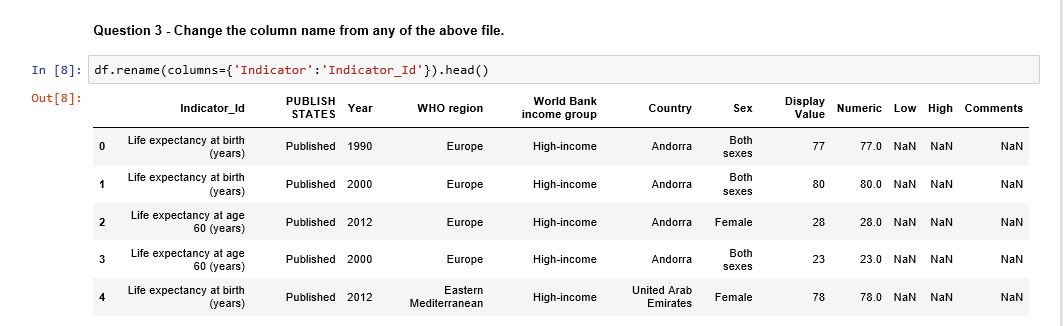 Question 3 - Change the column name from any of the above file.
In [8]: df.rename(columns={'Indicator':'Indicator_Id'}).head()
Out[8]:
Indicator_Id PUBLISH STATES Year WHO region World Bank income group Country Sex Display Value Numeric Low High Comments
0 Life expectancy at birth (years) Published 1990 Europe High-income Andorra Both sexes 77 77.0 NaN NaN NaN
1 Life expectancy at birth (years) Published 2000 Europe High-income Andorra Both sexes 80 80.0 NaN NaN NaN
2 Life expectancy at age 60 (years) Published 2012 Europe High-income Andorra Female 28 28.0 NaN NaN NaN
3 Life expectancy at age 60 (years) Published 2000 Europe High-income Andorra Both sexes 23 23.0 NaN NaN NaN
4 Life expectancy at birth (years) Published 2012 Eastern Mediterranean High-income United Arab Emirates Female 78 78.0 NaN NaN NaN